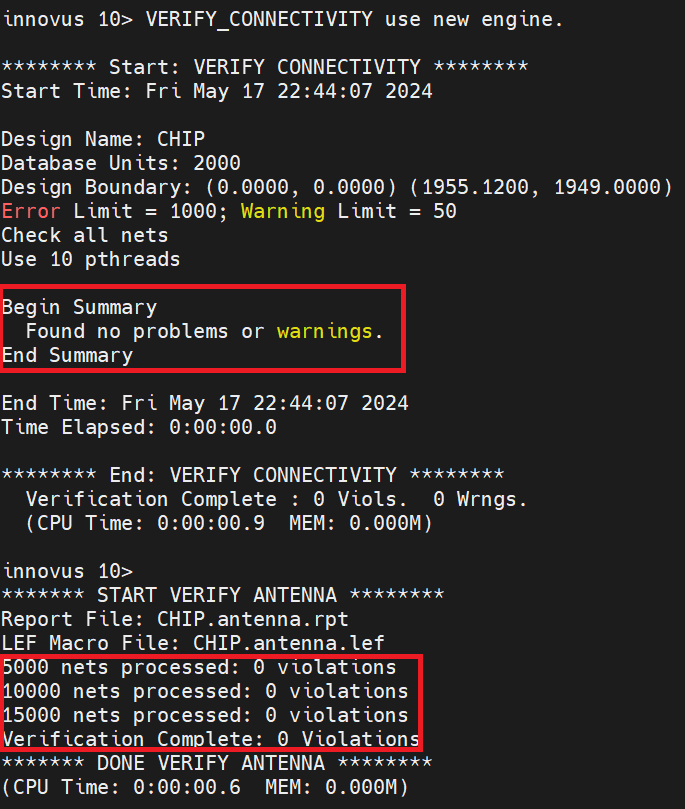 innovus 10> VERIFY_CONNECTIVITY use new engine.
******** Start: VERIFY CONNECTIVITY ********
Start Time: Fri May 17 22:44:07 2024
Design Name: CHIP
Database Units: 2000
Design Boundary: (0.0000, 0.0000) (1955.1200, 1949.0000)
Error Limit = 1000; Warning Limit = 50
Check all nets
Use 10 pthreads
Begin Summary
  Found no problems or warnings.
End Summary
End Time: Fri May 17 22:44:07 2024
Time Elapsed: 0:00:00.0
******** End: VERIFY CONNECTIVITY ********
  Verification Complete : 0 Viols.  0 Wrngs.
  (CPU Time: 0:00:00.9  MEM: 0.000M)
innovus 10>
******* START VERIFY ANTENNA ********
Report File: CHIP.antenna.rpt
LEF Macro File: CHIP.antenna.lef
5000 nets processed: 0 violations
10000 nets processed: 0 violations
15000 nets processed: 0 violations
Verification Complete: 0 Violations
******* DONE VERIFY ANTENNA ********
(CPU Time: 0:00:00.6  MEM: 0.000M)